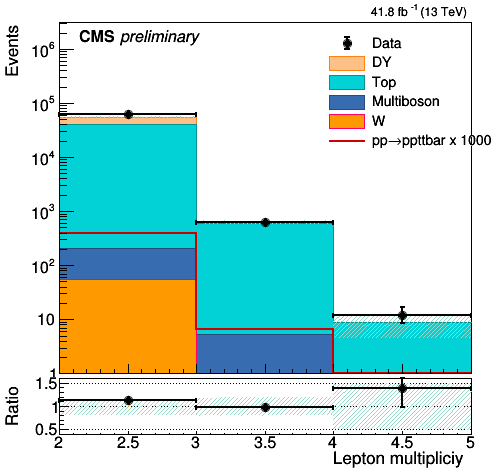 41.8 fb⁻¹ (13 TeV)
CMS preliminary
Events
10⁶
10⁵
10⁴
10³
10²
10
1
Data
DY
Top
Multiboson
W
pp→ppttbar x 1000
Ratio
1.5
1
0.5
2 2.5 3 3.5 4 4.5 5
Lepton multipliciy